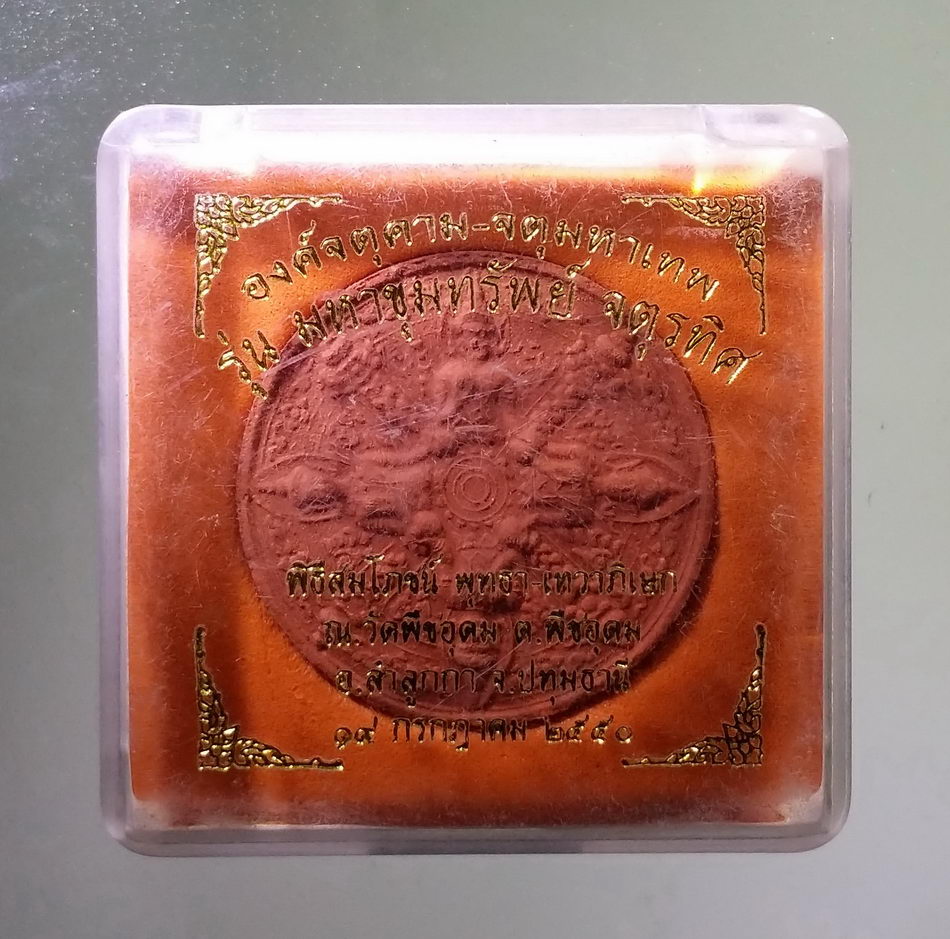 องค์จตุคาม-จตุมหาเทพ
รุ่น มหาขุมทรัพย์ จตุรทิศ
พิธีสมโภชน์ พุทธา-เทวาภิเษก
ณ.วัดพืชอุดม ต.พืชอุดม
อ.ลำลูกกา จ.ปทุมธานี
๑๙ กรกฎาคม ๒๕๕๐